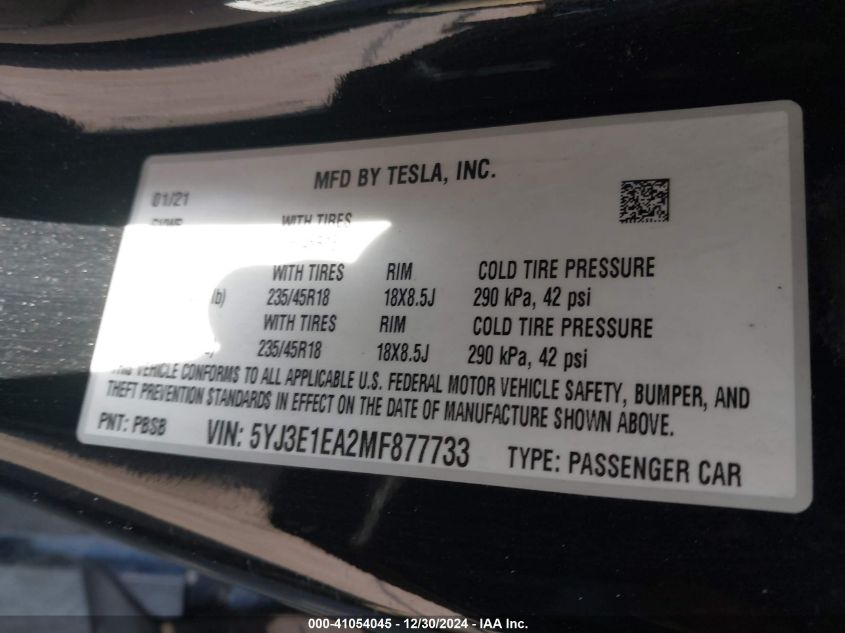 MFD BY TESLA, INC.
01/21
WITH TIRES
WITH TIRES RIM COLD TIRE PRESSURE
lb) 235/45R18 18X8.5J 290 kPa, 42 psi
WITH TIRES RIM COLD TIRE PRESSURE
235/45R18 18X8.5J 290 kPa, 42 psi
THIS VEHICLE CONFORMS TO ALL APPLICABLE U.S. FEDERAL MOTOR VEHICLE SAFETY, BUMPER, AND
THEFT PREVENTION STANDARDS IN EFFECT ON THE DATE OF MANUFACTURE SHOWN ABOVE.
PNT: PBSB VIN: 5YJ3E1EA2MF877733 TYPE: PASSENGER CAR
000-41054045 - 12/30/2024 - IAA Inc.